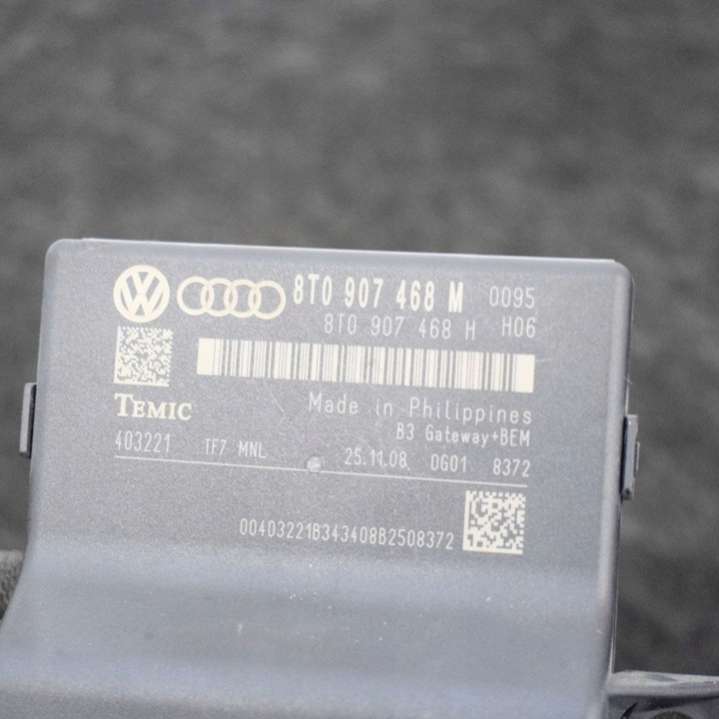 8T0 907 468 M 0095
8T0 907 468 H H06
TEMIC
Made in Philippines
B3 Gateway+BEM
403221 TF7 MNL 25.11.08 DG01 8372
00403221B343408B2508372